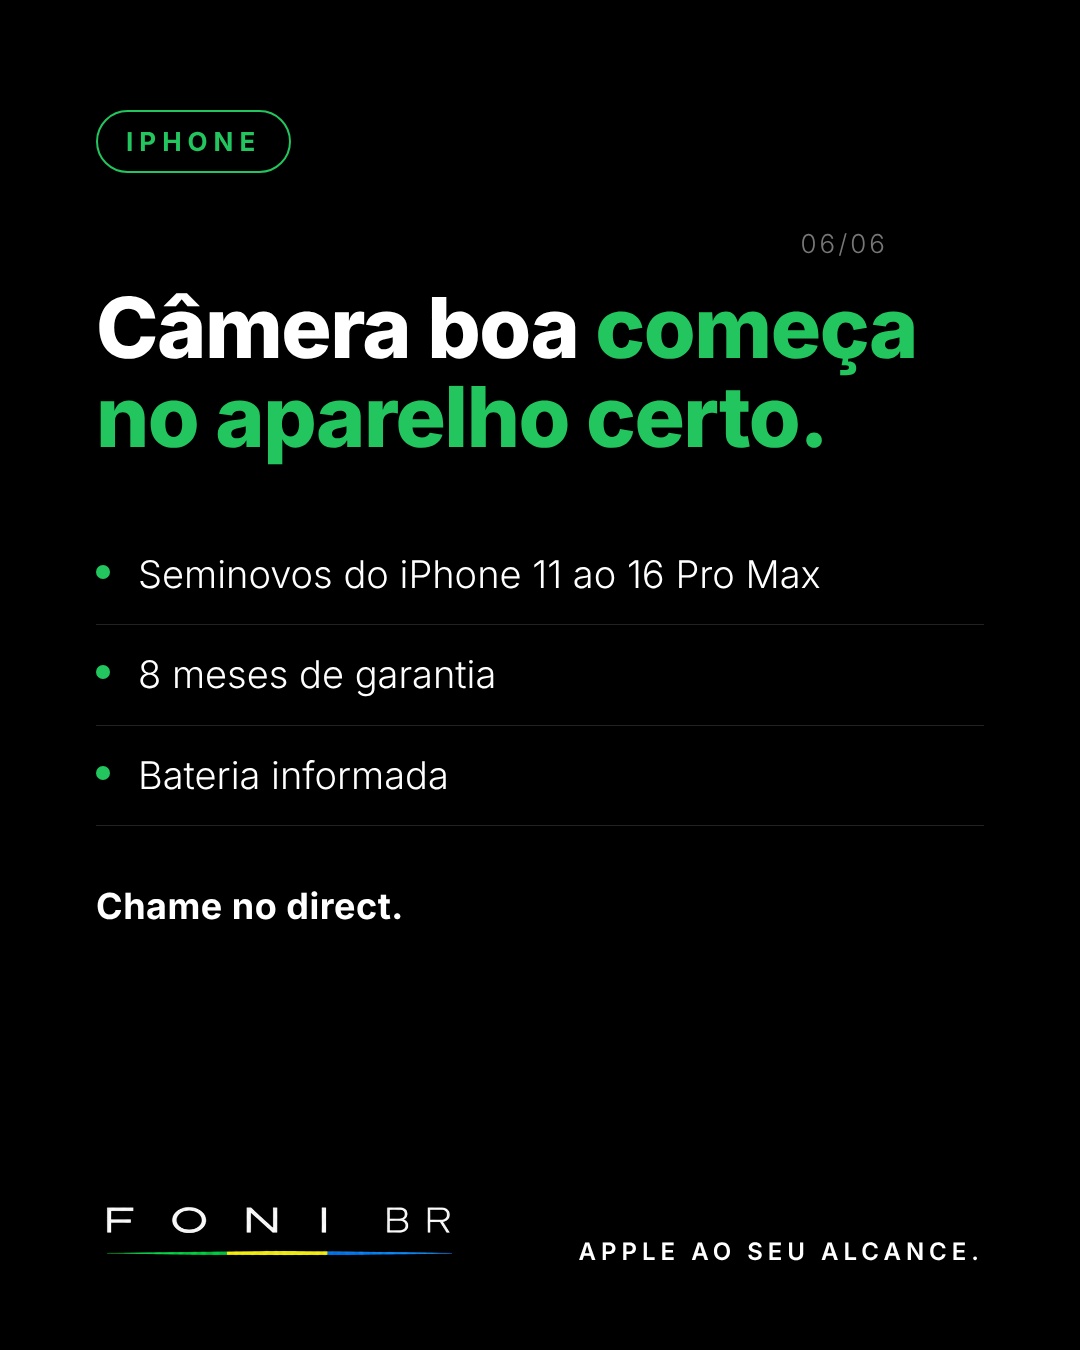 IPHONE
06/06
Câmera boa começa
no aparelho certo.
Seminovos do iPhone 11 ao 16 Pro Max
8 meses de garantia
Bateria informada
Chame no direct.
FONI BR
APPLE AO SEU ALCANCE.